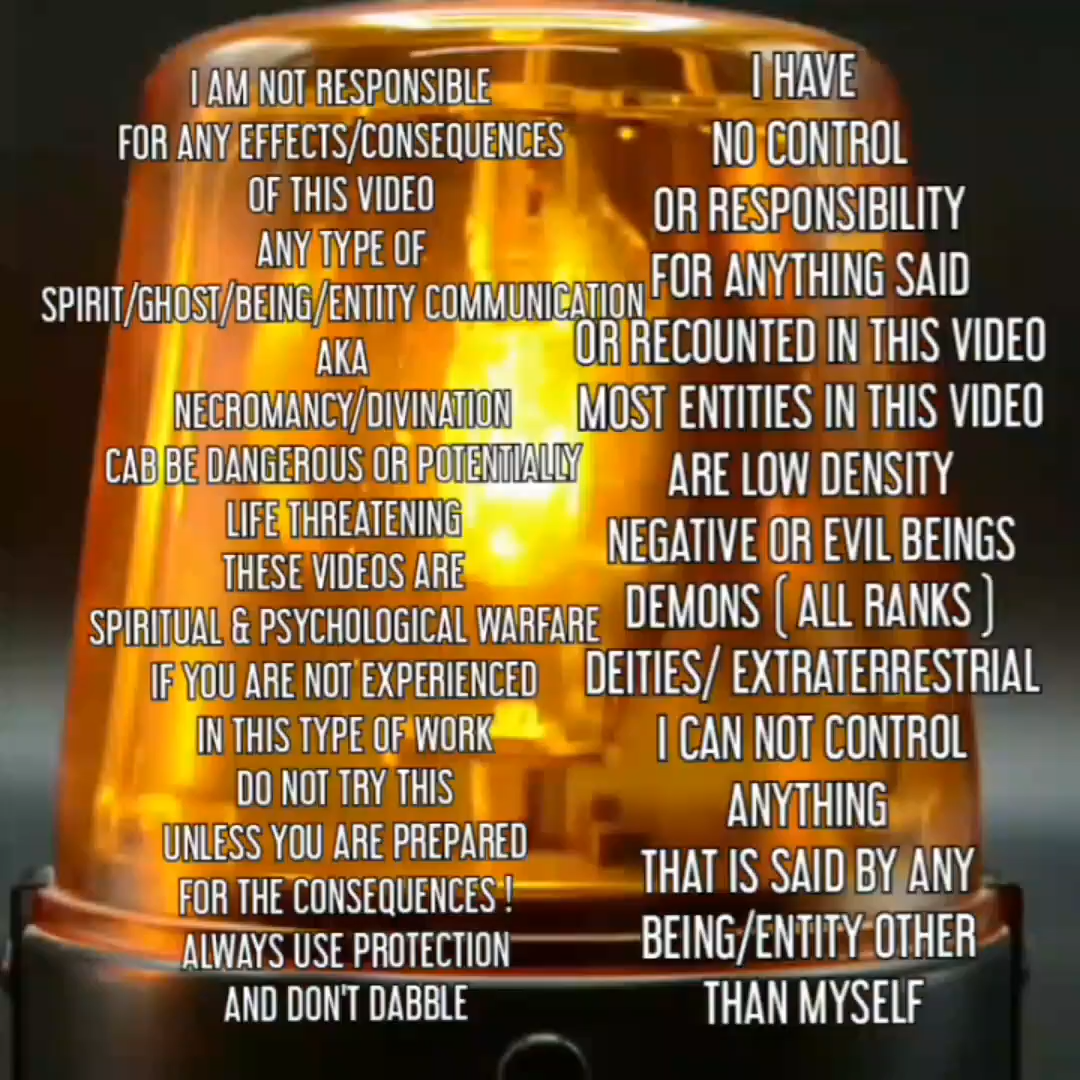 I AM NOT RESPONSIBLE
FOR ANY EFFECTS/CONSEQUENCES
OF THIS VIDEO
ANY TYPE OF
SPIRIT/GHOST/BEING/ENTITY COMMUNICATION
AKA
NECROMANCY/DIVINATION
CAB BE DANGEROUS OR POTENTIALLY
LIFE THREATENING
THESE VIDEOS ARE
SPIRITUAL & PSYCHOLOGICAL WARFARE
IF YOU ARE NOT EXPERIENCED
IN THIS TYPE OF WORK
DO NOT TRY THIS
UNLESS YOU ARE PREPARED
FOR THE CONSEQUENCES !
ALWAYS USE PROTECTION
AND DON'T DABBLE
I HAVE
NO CONTROL
OR RESPONSIBILITY
FOR ANYTHING SAID
OR RECOUNTED IN THIS VIDEO
MOST ENTITIES IN THIS VIDEO
ARE LOW DENSITY
NEGATIVE OR EVIL BEINGS
DEMONS ( ALL RANKS )
DEITIES/ EXTRATERRESTRIAL
I CAN NOT CONTROL
ANYTHING
THAT IS SAID BY ANY
BEING/ENTITY OTHER
THAN MYSELF